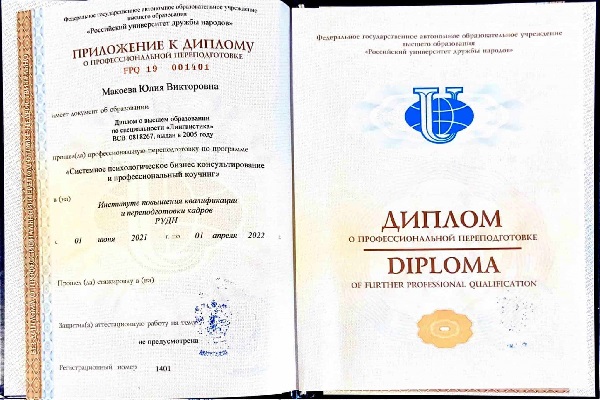 Федеральное государственное автономное образовательное учреждение
высшего образования
«Российский университет дружбы народов»
ПРИЛОЖЕНИЕ К ДИПЛОМУ
О ПРОФЕССИОНАЛЬНОЙ ПЕРЕПОДГОТОВКЕ
FPQ 19 001401
Макоева Юлия Викторовна
имеет документ об образовании
Диплом о высшем образовании
по специальности «Лингвистика»
ВСВ 0818267, выдан в 2005 году
прошел(ла) профессиональную переподготовку по программе
«Системное психологическое бизнес консультирование
и профессиональный коучинг»
в (на)
Институте повышения квалификации
и переподготовки кадров
РУДН
с 01 июня 2021 г. по 01 апреля 2022 г.
Прошел (ла) стажировку в (на)
Защитил(а) аттестационную работу на тему
не предусмотрена
Регистрационный номер 1401
Федеральное государственное автономное образовательное учреждение
высшего образования
«Российский университет дружбы народов»
ДИПЛОМ
О ПРОФЕССИОНАЛЬНОЙ ПЕРЕПОДГОТОВКЕ
DIPLOMA
OF FURTHER PROFESSIONAL QUALIFICATION